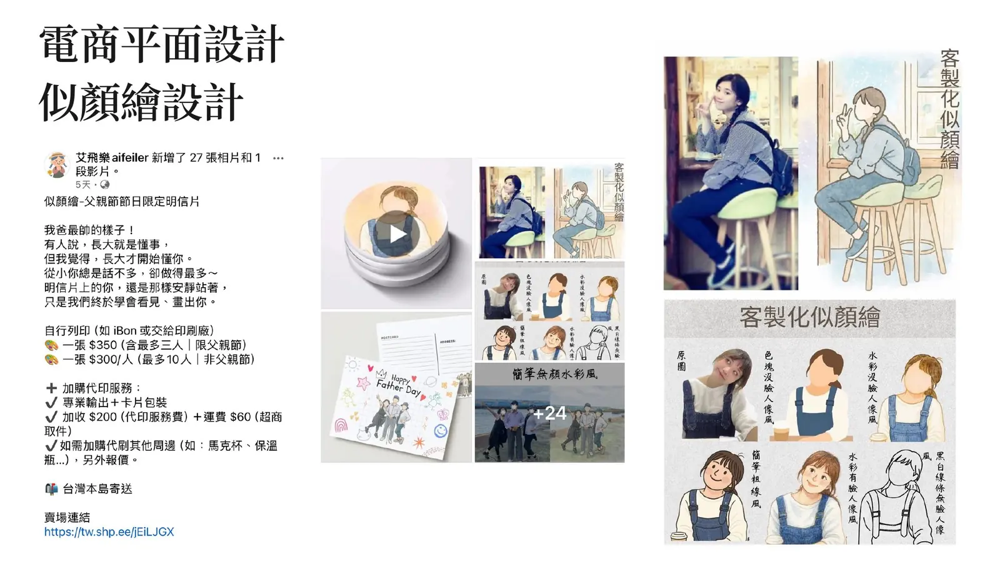 電商平面設計
似顏繪設計
艾飛樂aifeiler 新增了 27 張相片和 1
段影片。
5天
似顏繪-父親節節日限定明信片
我爸最帥的樣子！
有人說，長大就是懂事，
但我覺得，長大才開始懂你。
從小你總是話不多，卻做得最多～
明信片上的你，還是那樣安靜站著，
只是我們終於學會看見、畫出你。
自行列印（如 iBon 或交給印刷廠）
🎨 一張 $350（含最多三人｜限父親節）
🎨 一張 $300/人（最多10人｜非父親節）
➕ 加購代印服務：
✔ 專業輸出＋卡片包裝
✔ 加收 $200（代印服務費）＋運費 $60（超商
取件）
✔如需加購代刷其他周邊（如：馬克杯、保溫
瓶...），另外報價。
📬 台灣本島寄送
賣場連結
https://tw.shp.ee/jEiLJGX
客製化似顏繪
原圖
色塊沒臉人像風
水彩沒臉人像風
簡筆粗線風
水彩有臉人像風
黑白線條無臉人像風
POSTCARD
ADDRESS:
Happy
Father Day
簡筆無顏水彩風
+24
客製化似顏繪
客製化似顏繪
原圖
色塊沒臉人像風
水彩沒臉人像風
簡筆粗線風
水彩有臉人像風
黑白線條無臉人像
風